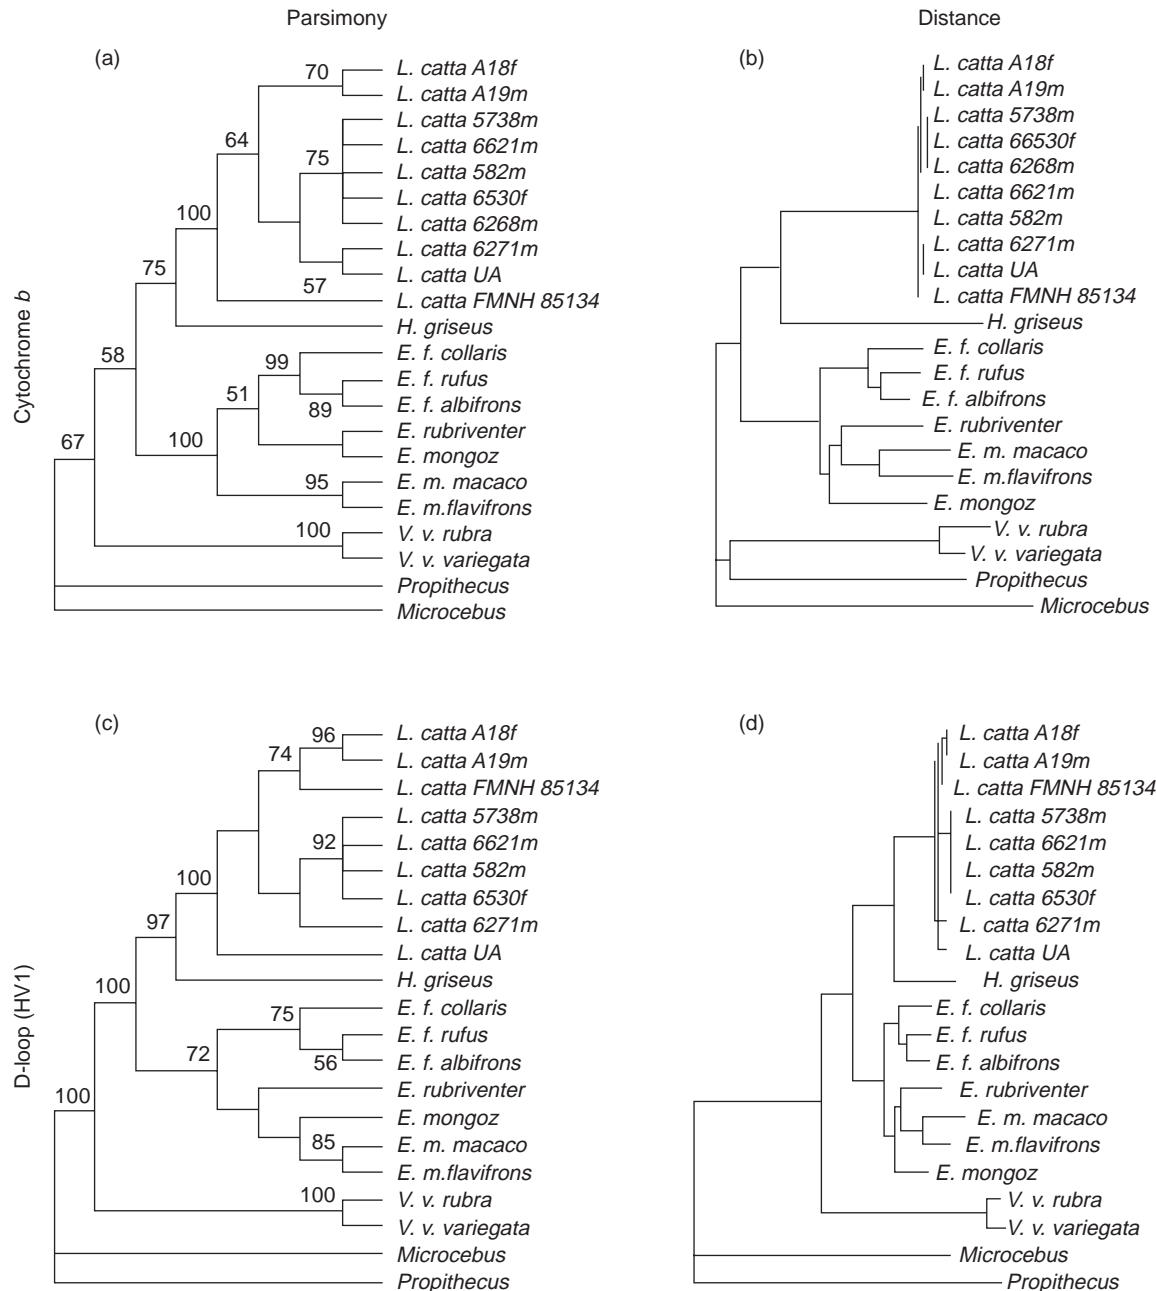 Parsimony
Distance
Cytochrome b
(a)
70
64
75
100
57
75
58
99
89
51
100
95
67
100
L. catta A18f
L. catta A19m
L. catta 5738m
L. catta 6621m
L. catta 582m
L. catta 6530f
L. catta 6268m
L. catta 6271m
L. catta UA
L. catta FMNH 85134
H. griseus
E. f. collaris
E. f. rufus
E. f. albifrons
E. rubriventer
E. mongoz
E. m. macaco
E. m.flavifrons
V. v. rubra
V. v. variegata
Propithecus
Microcebus
(b)
L. catta A18f
L. catta A19m
L. catta 5738m
L. catta 66530f
L. catta 6268m
L. catta 6621m
L. catta 582m
L. catta 6271m
L. catta UA
L. catta FMNH 85134
H. griseus
E. f. collaris
E. f. rufus
E. f. albifrons
E. rubriventer
E. m. macaco
E. m.flavifrons
E. mongoz
V. v. rubra
V. v. variegata
Propithecus
Microcebus
D-loop (HV1)
(c)
96
74
92
100
97
100
75
56
72
85
100
100
L. catta A18f
L. catta A19m
L. catta FMNH 85134
L. catta 5738m
L. catta 6621m
L. catta 582m
L. catta 6530f
L. catta 6271m
L. catta UA
H. griseus
E. f. collaris
E. f. rufus
E. f. albifrons
E. rubriventer
E. mongoz
E. m. macaco
E. m.flavifrons
V. v. rubra
V. v. variegata
Microcebus
Propithecus
(d)
L. catta A18f
L. catta A19m
L. catta FMNH 85134
L. catta 5738m
L. catta 6621m
L. catta 582m
L. catta 6530f
L. catta 6271m
L. catta UA
H. griseus
E. f. collaris
E. f. rufus
E. f. albifrons
E. rubriventer
E. m. macaco
E. m.flavifrons
E. mongoz
V. v. rubra
V. v. variegata
Microcebus
Propithecus